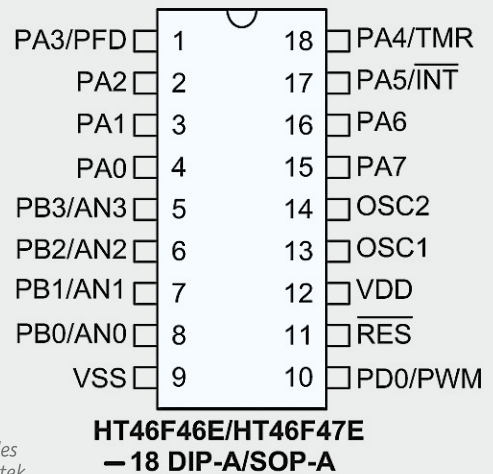 PA3/PFD 1 18 PA4/TMR
PA2 2 17 PA5/INT
PA1 3 16 PA6
PA0 4 15 PA7
PB3/AN3 5 14 OSC2
PB2/AN2 6 13 OSC1
PB1/AN1 7 12 VDD
PB0/AN0 8 11 RES
VSS 9 10 PD0/PWM
HT46F46E/HT46F47E
– 18 DIP-A/SOP-A